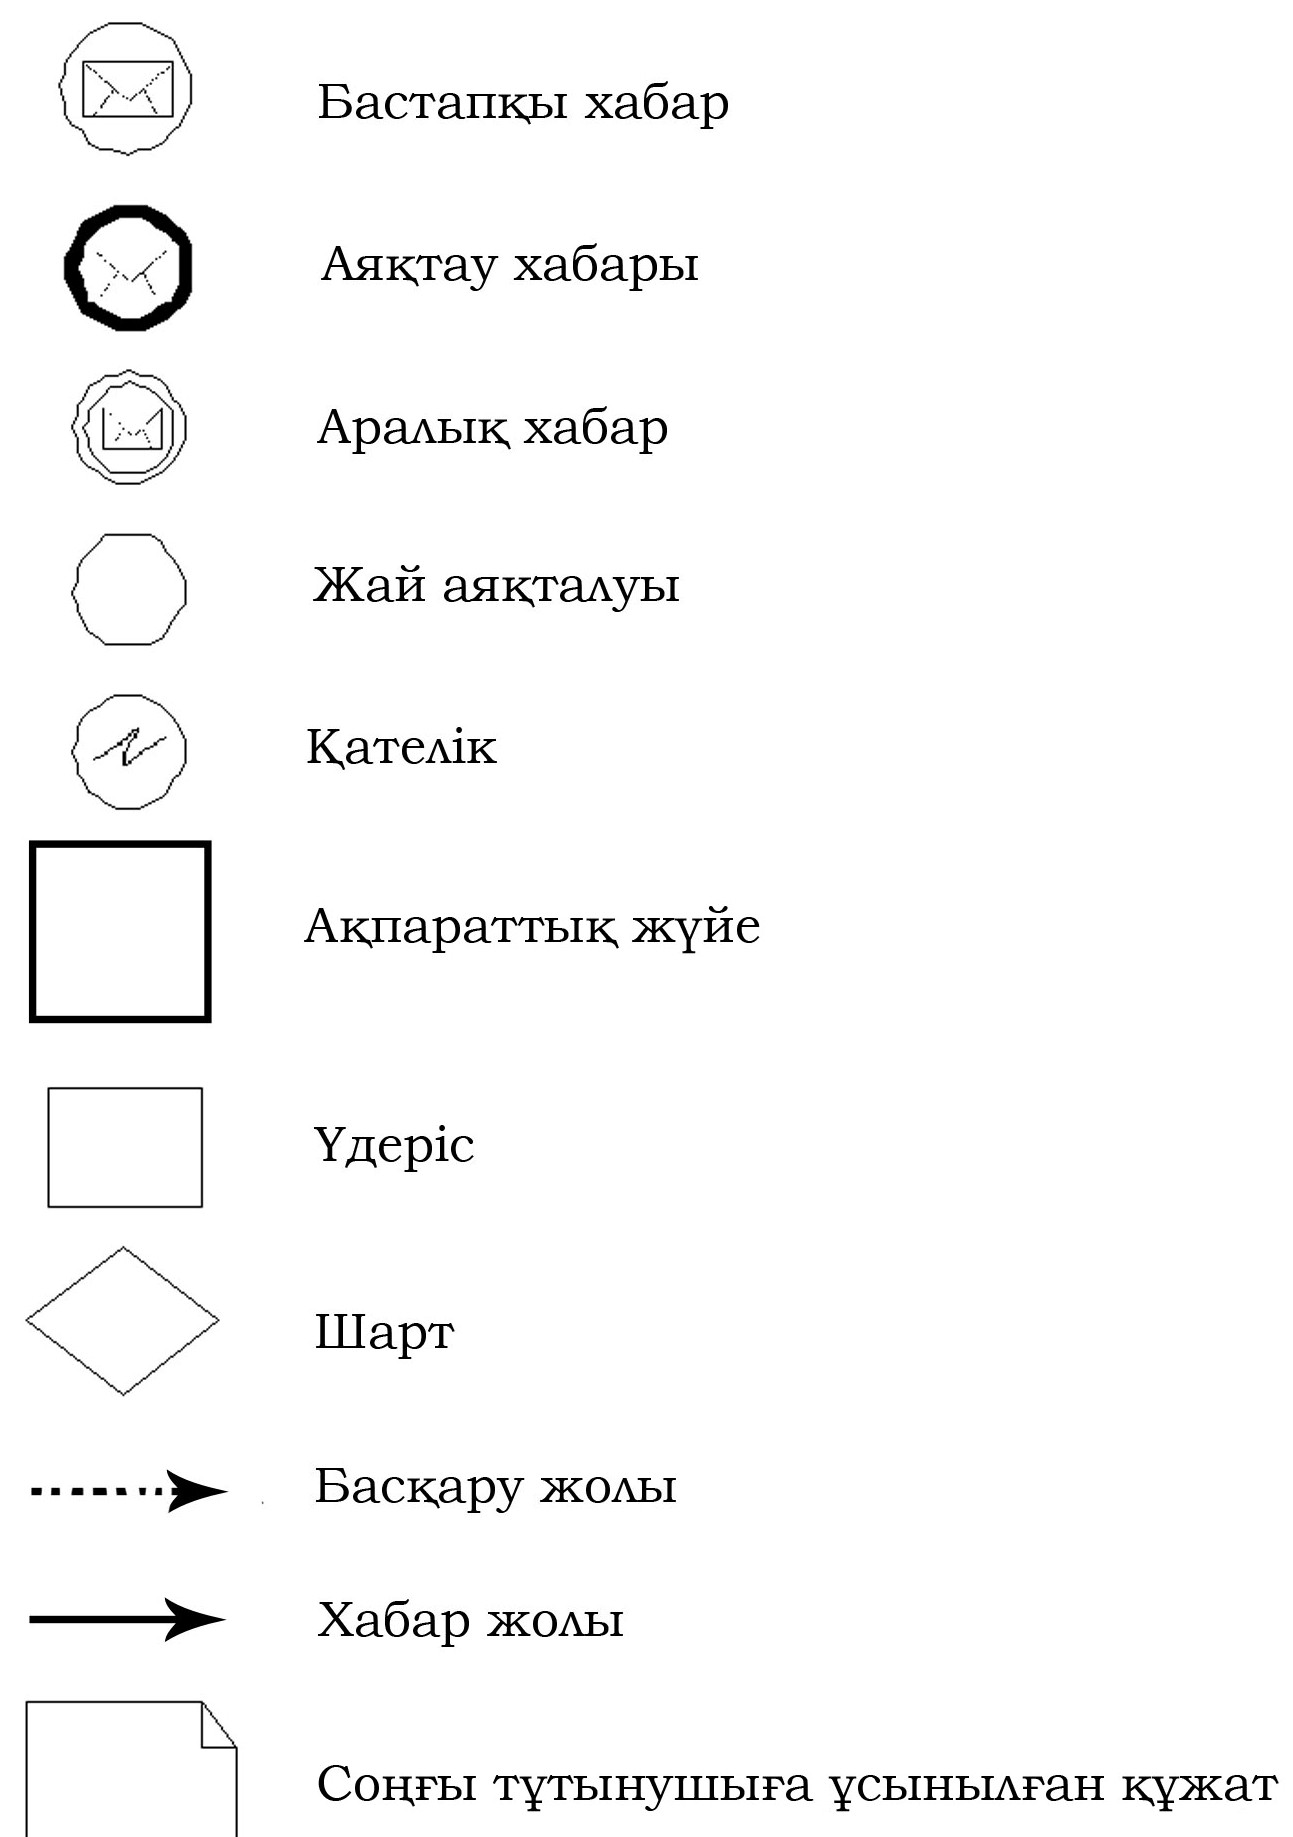 Бастапқы хабар
Аяқтау хабары
Аралық хабар
Жай аяқталуы
Қателік
Ақпараттық жүйе
Үдеріс
Шарт
Басқару жолы
Хабар жолы
Соңғы тұтынушыға ұсынылған құжат